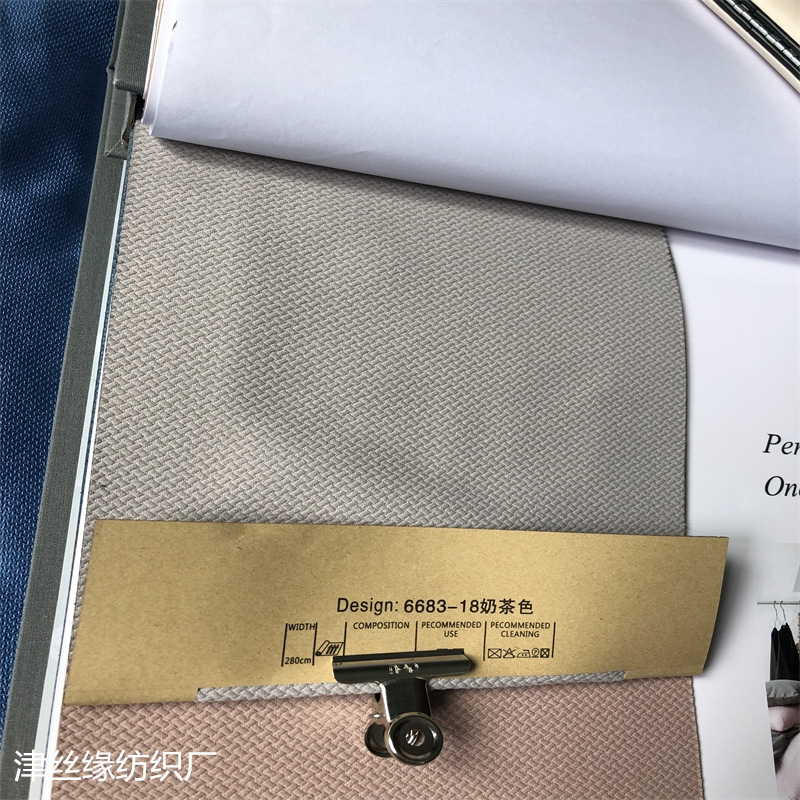 Per
One
Design: 6683-18奶茶色
WIDTH
280cm
COMPOSITION
PECOMMENDED
USE
PECOMMENDED
CLEANING
津丝缘纺织厂